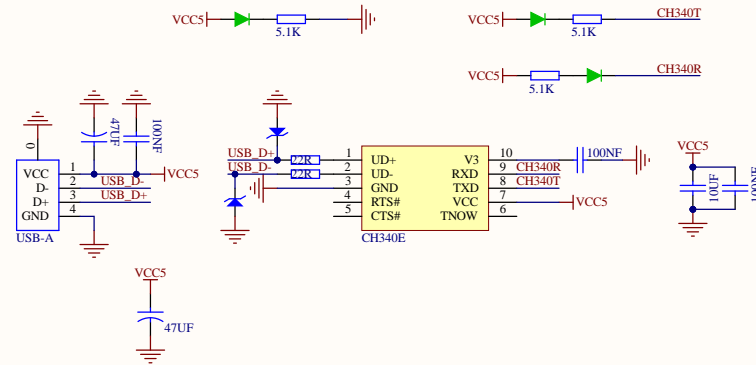 VCC5
5.1K
VCC5
5.1K
CH340T
VCC5
5.1K
CH340R
0
47UF
100NF
VCC
D-
D+
GND
1
2
3
4
USB_D-
USB_D+
VCC5
USB-A
USB_D+
USB_D-
22R
22R
1
2
3
4
5
UD+
UD-
GND
RTS#
CTS#
V3
RXD
TXD
VCC
TNOW
10
9
8
7
6
CH340E
100NF
CH340R
CH340T
VCC5
VCC5
10UF
100NF
VCC5
47UF